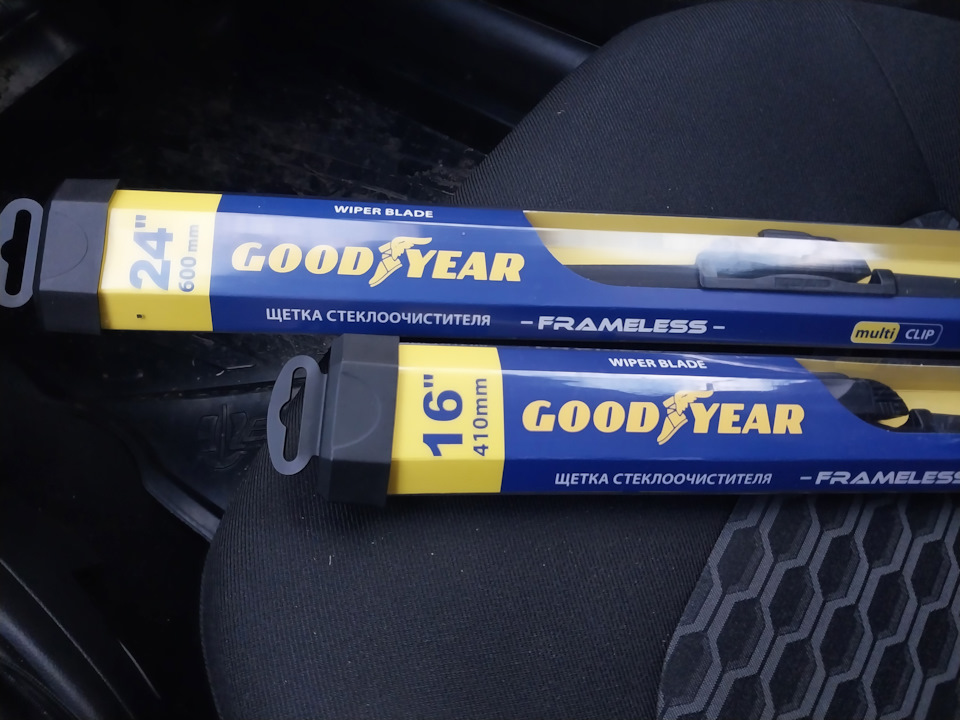 24"
600 mm
WIPER BLADE
GOODYEAR
ЩЕТКА СТЕКЛООЧИСТИТЕЛЯ
-FRAMELESS-
multi CLIP
16"
410mm
WIPER BLADE
GOODYEAR
ЩЕТКА СТЕКЛООЧИСТИТЕЛЯ
-FRAMELESS